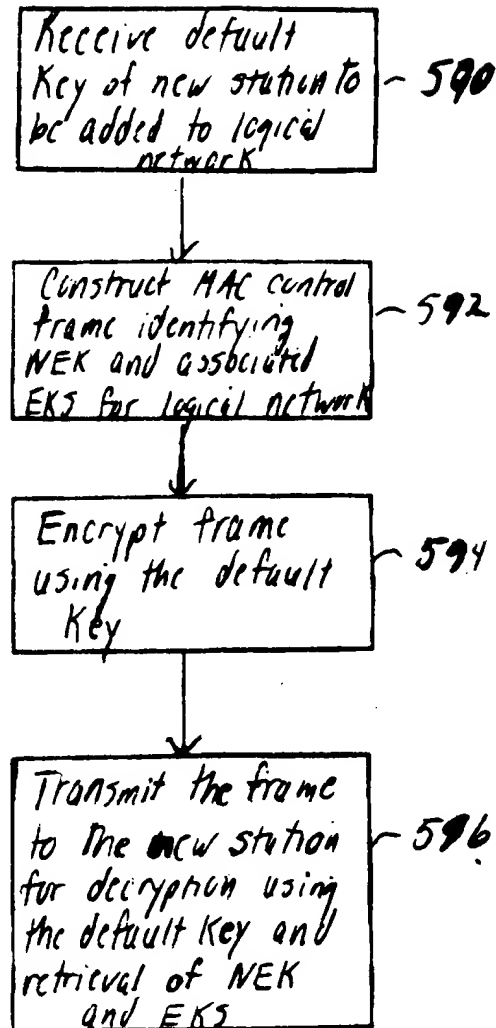 Receive default
Key of new station to
be added to logical
network
590
Construct MAC control
frame identifying
NEK and associated
EKS for logical network
592
Encrypt frame
using the default
Key
594
Transmit the frame
to the new station
for decryption using
the default Key and
retrieval of NEK
and EKS
596